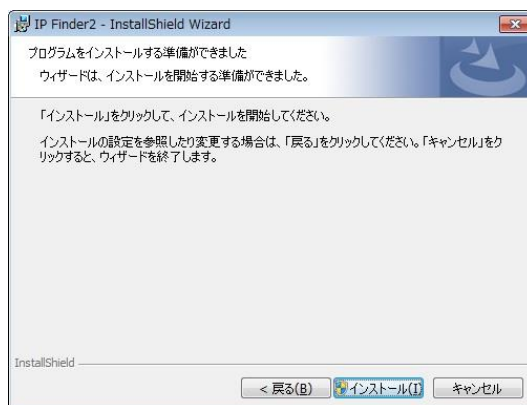 IP Finder2 - InstallShield Wizard
プログラムをインストールする準備ができました
ウィザードは、インストールを開始する準備ができました。
「インストール」をクリックして、インストールを開始してください。
インストールの設定を参照したり変更する場合は、「戻る」をクリックしてください。「キャンセル」をク
リックすると、ウィザードを終了します。
InstallShield
< 戻る(B)
インストール(I)
キャンセル